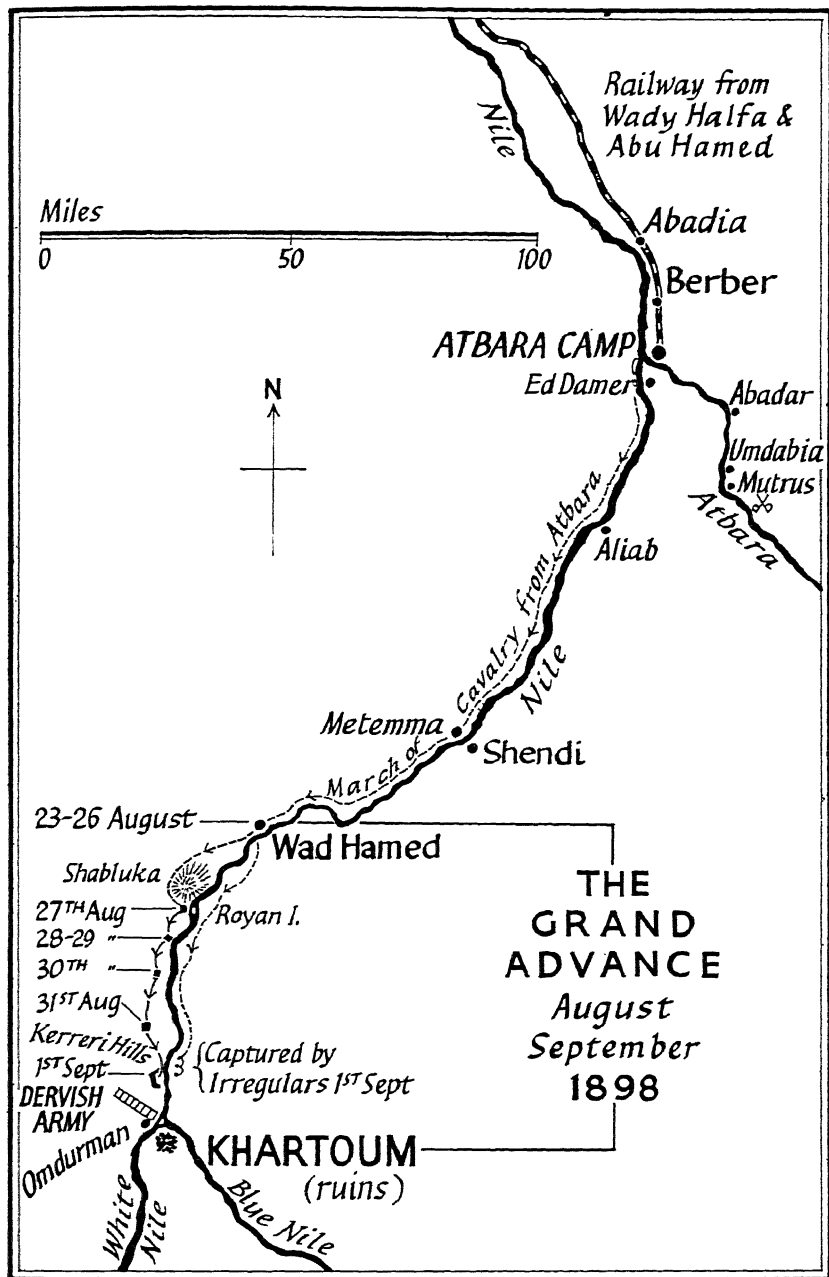 Railway from
Wady Halfa &
Abu Hamed
Nile
Miles
0 50 100
Abadia
Berber
ATBARA CAMP
N
Ed Damer
Abadar
Umdabia
Mutrus
Atbara
Aliab
March of Cavalry from Atbara
Nile
Metemma
Shendi
23-26 August
Wad Hamed
Shabluka
27TH Aug
Royan I.
28-29 "
30TH "
31ST Aug
Kerreri Hills
1ST Sept
{Captured by
Irregulars 1ST Sept
DERVISH
ARMY
Omdurman
KHARTOUM
(ruins)
White
Nile
Blue Nile
THE
GRAND
ADVANCE
August
September
1898